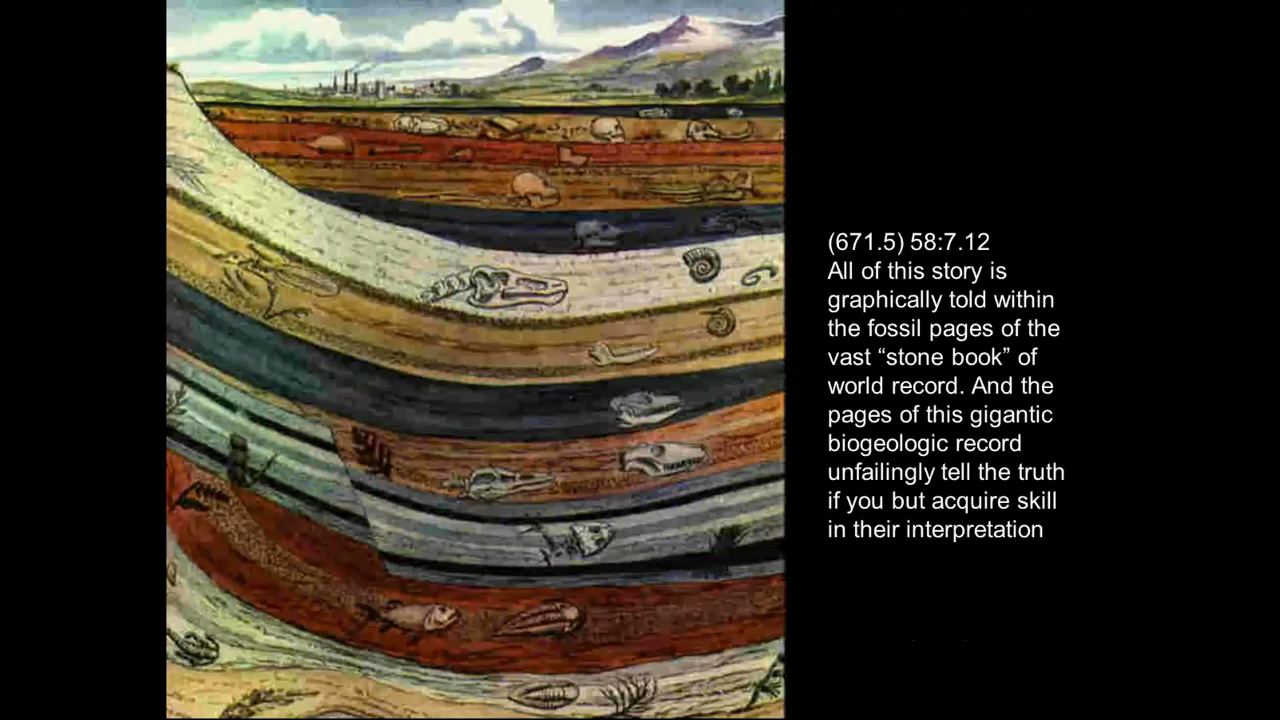 (671.5) 58:7.12
All of this story is
graphically told within
the fossil pages of the
vast “stone book” of
world record. And the
pages of this gigantic
biogeologic record
unfailingly tell the truth
if you but acquire skill
in their interpretation